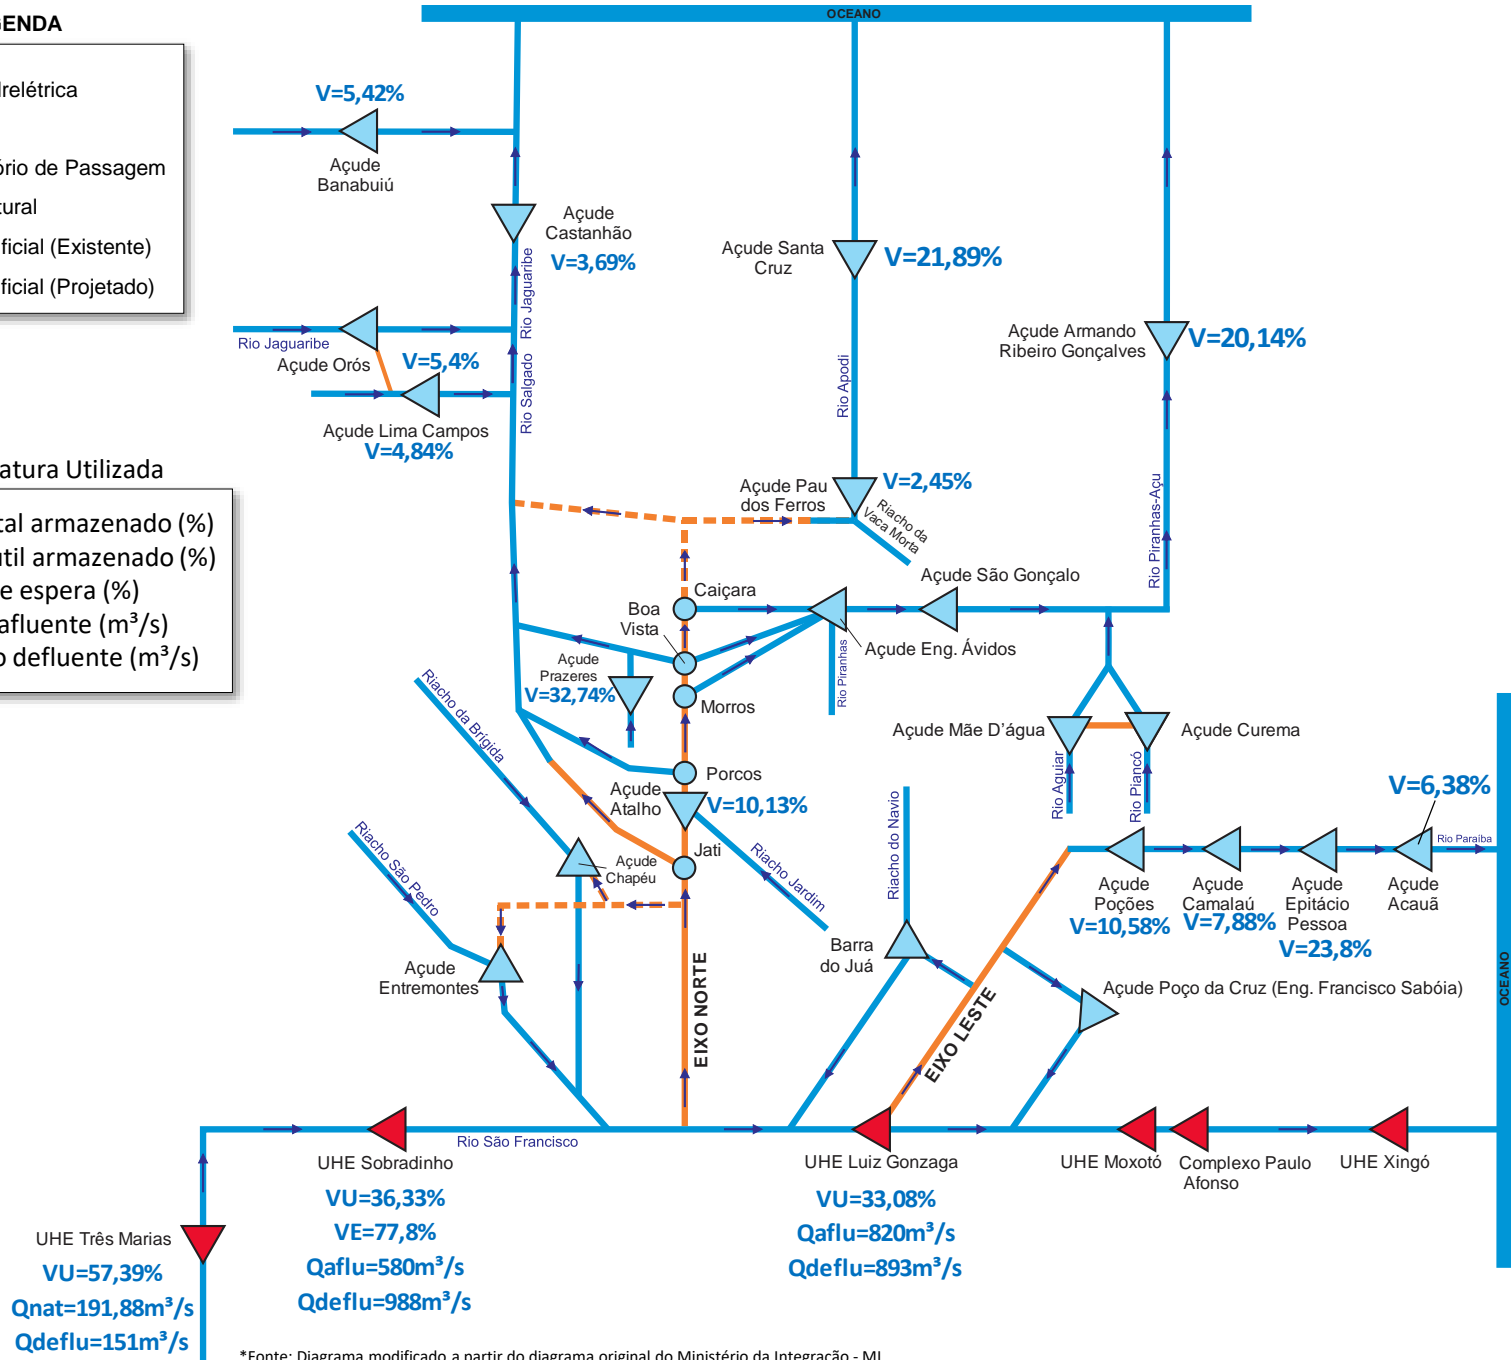 OCEANO
GENDA
drelétrica
ório de Passagem
tural
ificial (Existente)
ificial (Projetado)
V=5,42%
Açude
Banabuiú
Açude
Castanhão
V=3,69%
Rio Jaguaribe
Açude Santa
Cruz
V=21,89%
Açude Armando
Ribeiro Gonçalves
V=20,14%
Rio Jaguaribe
Açude Orós
V=5,4%
Rio Salgado
Açude Lima Campos
V=4,84%
Rio Apodi
atura Utilizada
tal armazenado (%)
útil armazenado (%)
e espera (%)
afluente (m³/s)
o defluente (m³/s)
Açude Pau
dos Ferros
V=2,45%
Riacho da
Vaca Morta
Rio Piranhas-Açu
Açude São Gonçalo
Caiçara
Boa
Vista
Açude Eng. Ávidos
Rio Piranhas
Açude
Prazeres
V=32,74%
Morros
Riacho da Brigida
Açude Mãe D'água
Açude Curema
Rio Aguiar
Rio Piancó
Porcos
Açude
Atalho
V=10,13%
V=6,38%
Riacho São Pedro
Açude
Chapéu
Jati
Riacho Jardim
Riacho do Navio
Rio Paraiba
Açude
Poções
V=10,58%
Açude
Camalaú
V=7,88%
Açude
Epitácio
Pessoa
V=23,8%
Açude
Acauã
Barra
do Juá
Açude
Entremontes
EIXO NORTE
EIXO LESTE
Açude Poço da Cruz (Eng. Francisco Sabóia)
OCEANO
Rio São Francisco
UHE Sobradinho
VU=36,33%
VE=77,8%
Qaflu=580m³/s
Qdeflu=988m³/s
UHE Luiz Gonzaga
VU=33,08%
Qaflu=820m³/s
Qdeflu=893m³/s
UHE Moxotó
Complexo Paulo
Afonso
UHE Xingó
UHE Três Marias
VU=57,39%
Qnat=191,88m³/s
Qdeflu=151m³/s
*Fonte: Diagrama modificado a partir do diagrama original do Ministério da Integração - MI